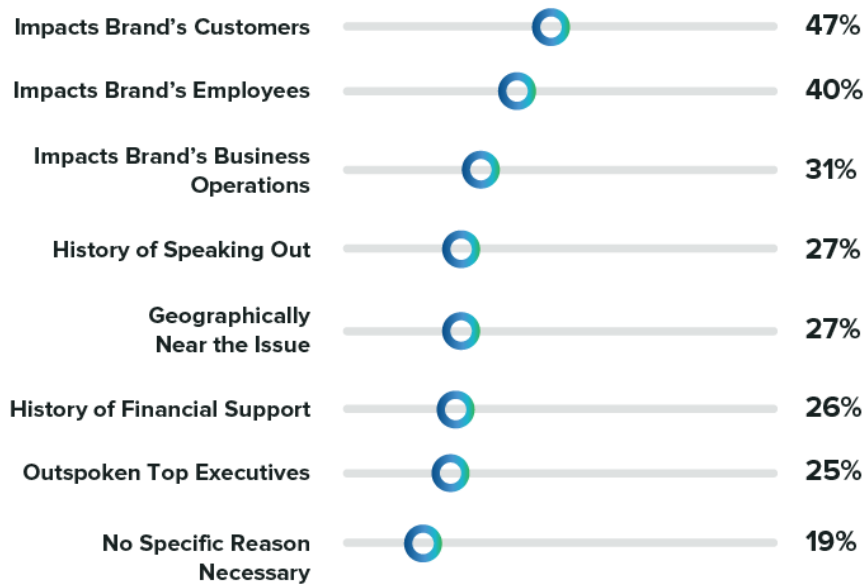 Impacts Brand’s Customers 47%
Impacts Brand’s Employees 40%
Impacts Brand’s Business
Operations 31%
History of Speaking Out 27%
Geographically
Near the Issue 27%
History of Financial Support 26%
Outspoken Top Executives 25%
No Specific Reason
Necessary 19%